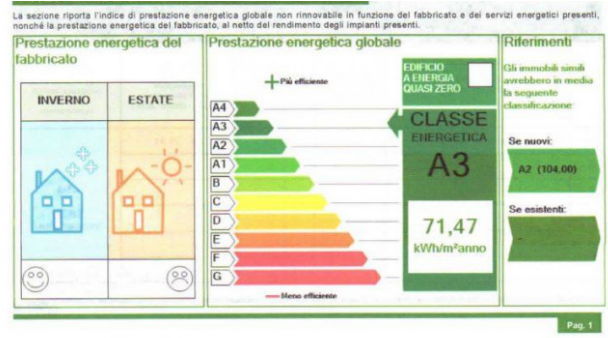 La sezione riporta l'indice di prestazione energetica globale non rinnovabile in funzione del fabbricato e dei servizi energetici presenti,
nonché la prestazione energetica del fabbricato, al netto del rendimento degli impianti presenti.
Prestazione energetica del
fabbricato
INVERNO
ESTATE
Prestazione energetica globale
Più efficiente
EDIFICIO
A ENERGIA
QUASI ZERO
A4
A3
A2
A1
B
C
D
E
F
G
Meno efficiente
CLASSE
ENERGETICA
A3
71,47
kWh/m²anno
Riferimenti
Gli immobili simili
avrebbero in media
la seguente
classificazione:
Se nuovi:
A2 (104,00)
Se esistenti:
Pag. 1